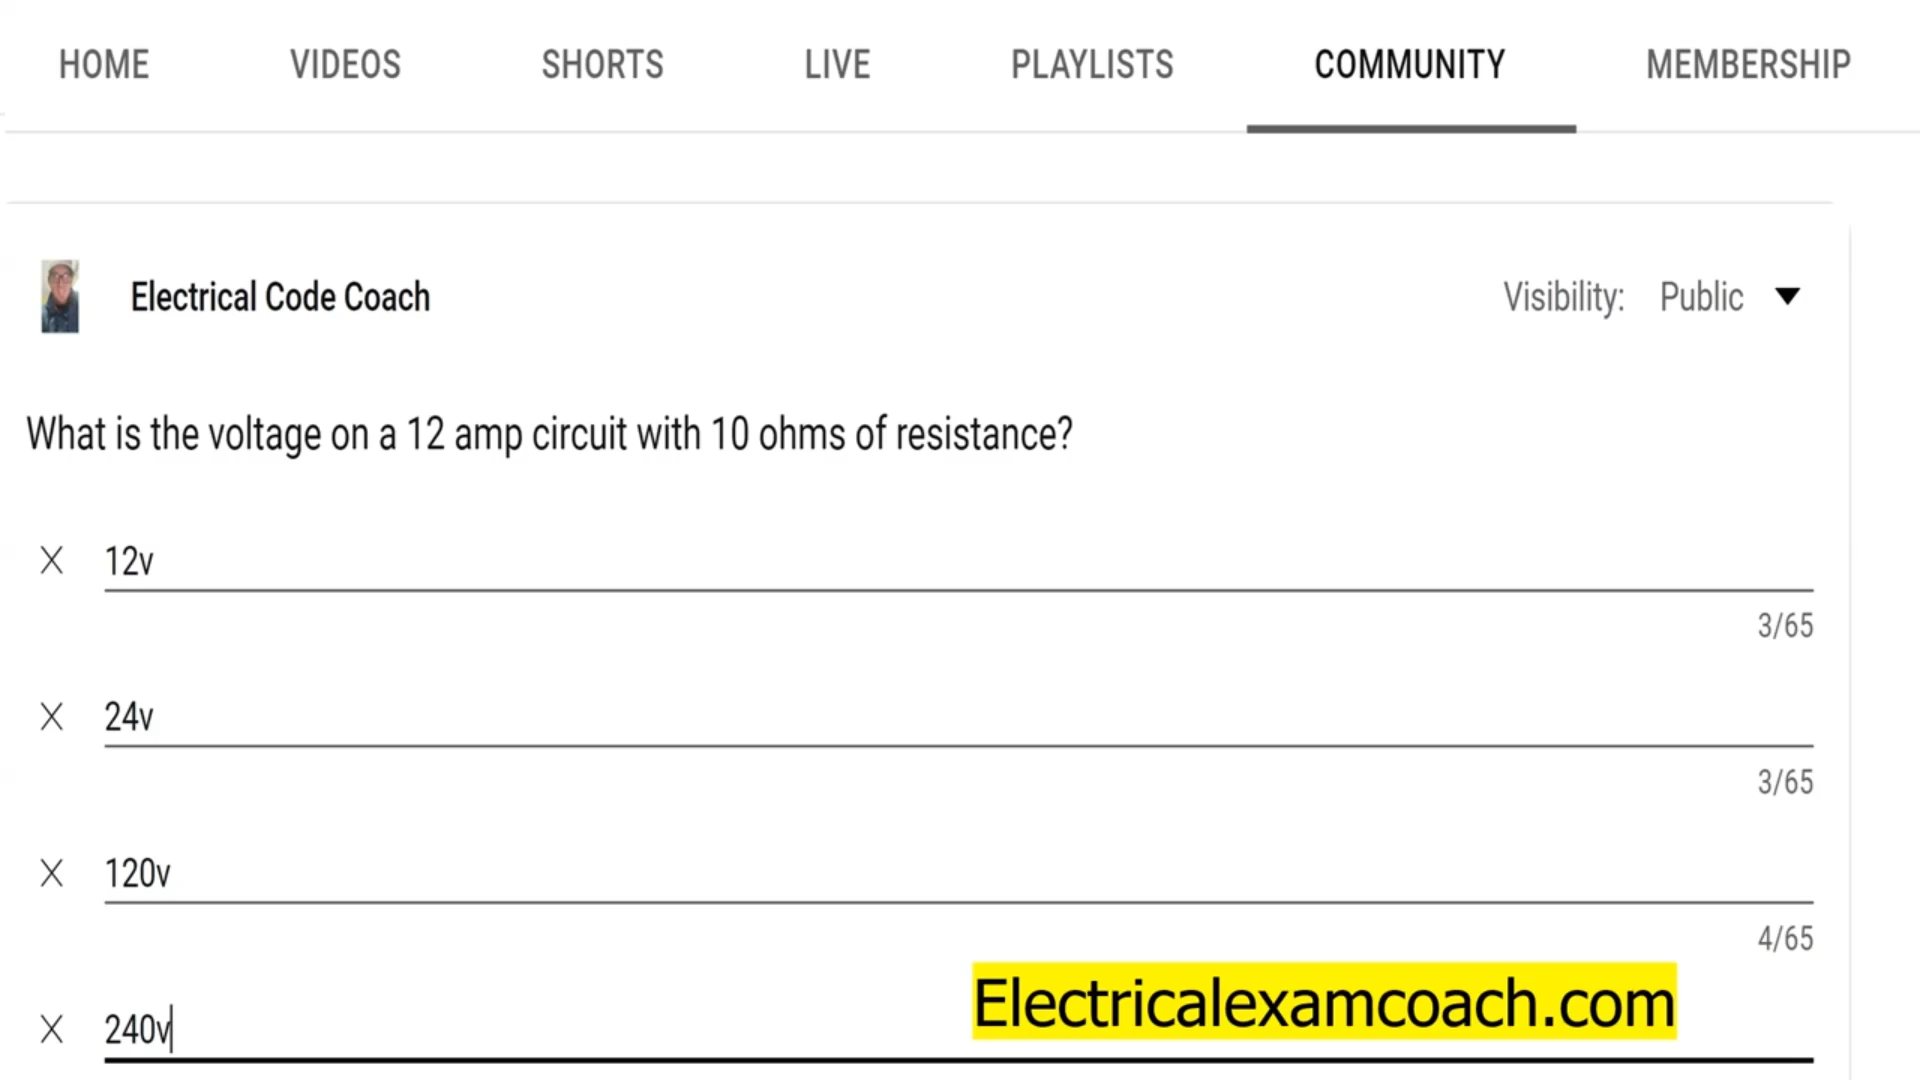 HOME VIDEOS SHORTS LIVE PLAYLISTS COMMUNITY MEMBERSHIP
Electrical Code Coach Visibility: Public
What is the voltage on a 12 amp circuit with 10 ohms of resistance?
12v
3/65
24v
3/65
120v
4/65
Electricalexamcoach.com
240v